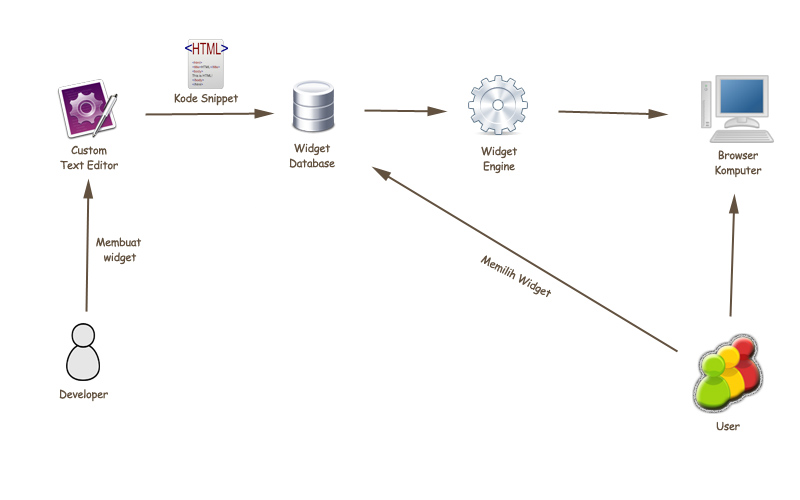 <HTML>
Kode Snippet
Custom
Text Editor
Widget
Database
Widget
Engine
Browser
Komputer
Membuat
widget
Memilih Widget
Developer
User